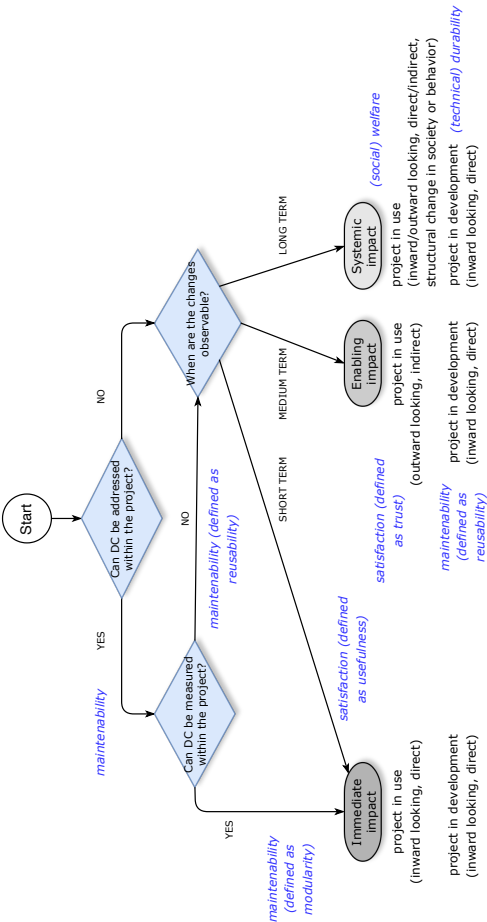 Start
Can DC be addressed
within the project?
YES
NO
maintenability
Can DC be measured
within the project?
NO
maintenability (defined as
reusability)
When are the changes
observable?
YES
maintenability
(defined as
modularity)
SHORT TERM
MEDIUM TERM
LONG TERM
satisfaction (defined
as usefulness)
satisfaction (defined
as trust)
(social) welfare
Immediate
impact
project in use
(inward looking, direct)
project in development
(inward looking, direct)
Enabling
impact
project in use
(outward looking, indirect)
maintenability
(defined as
reusability)
project in development
(inward looking, direct)
Systemic
impact
project in use
(inward/outward looking, direct/indirect,
structural change in society or behavior)
project in development
(inward looking, direct)
(technical) durability